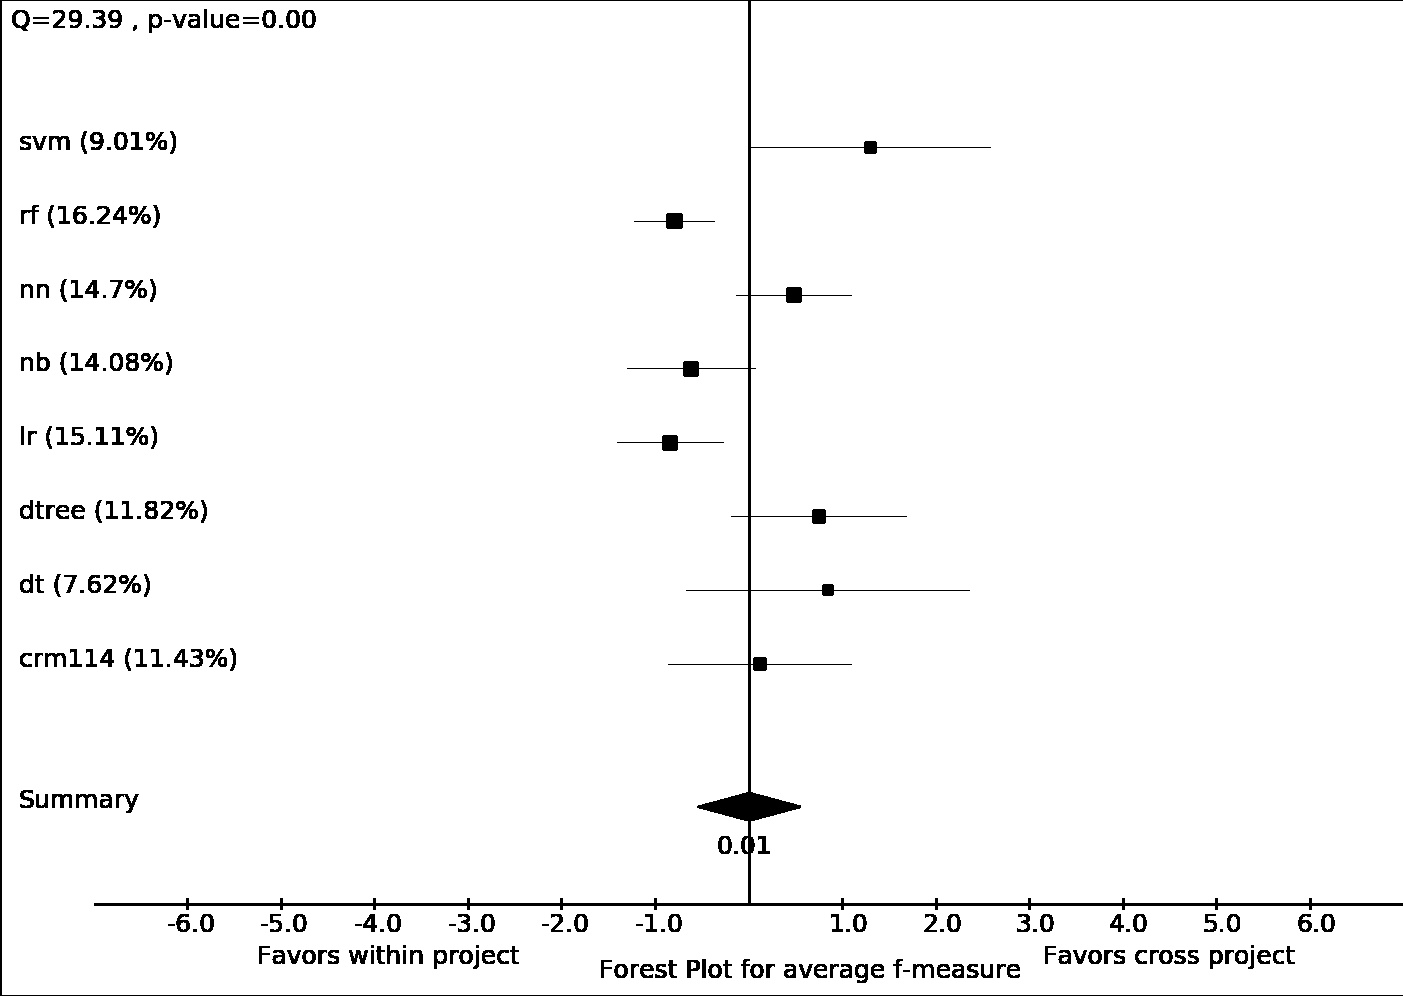 Q=29.39 , p-value=0.00
svm (9.01%)
rf (16.24%)
nn (14.7%)
nb (14.08%)
lr (15.11%)
dtree (11.82%)
dt (7.62%)
crm114 (11.43%)
Summary
0.01
-6.0 -5.0 -4.0 -3.0 -2.0 -1.0 1.0 2.0 3.0 4.0 5.0 6.0
Favors within project
Forest Plot for average f-measure
Favors cross project